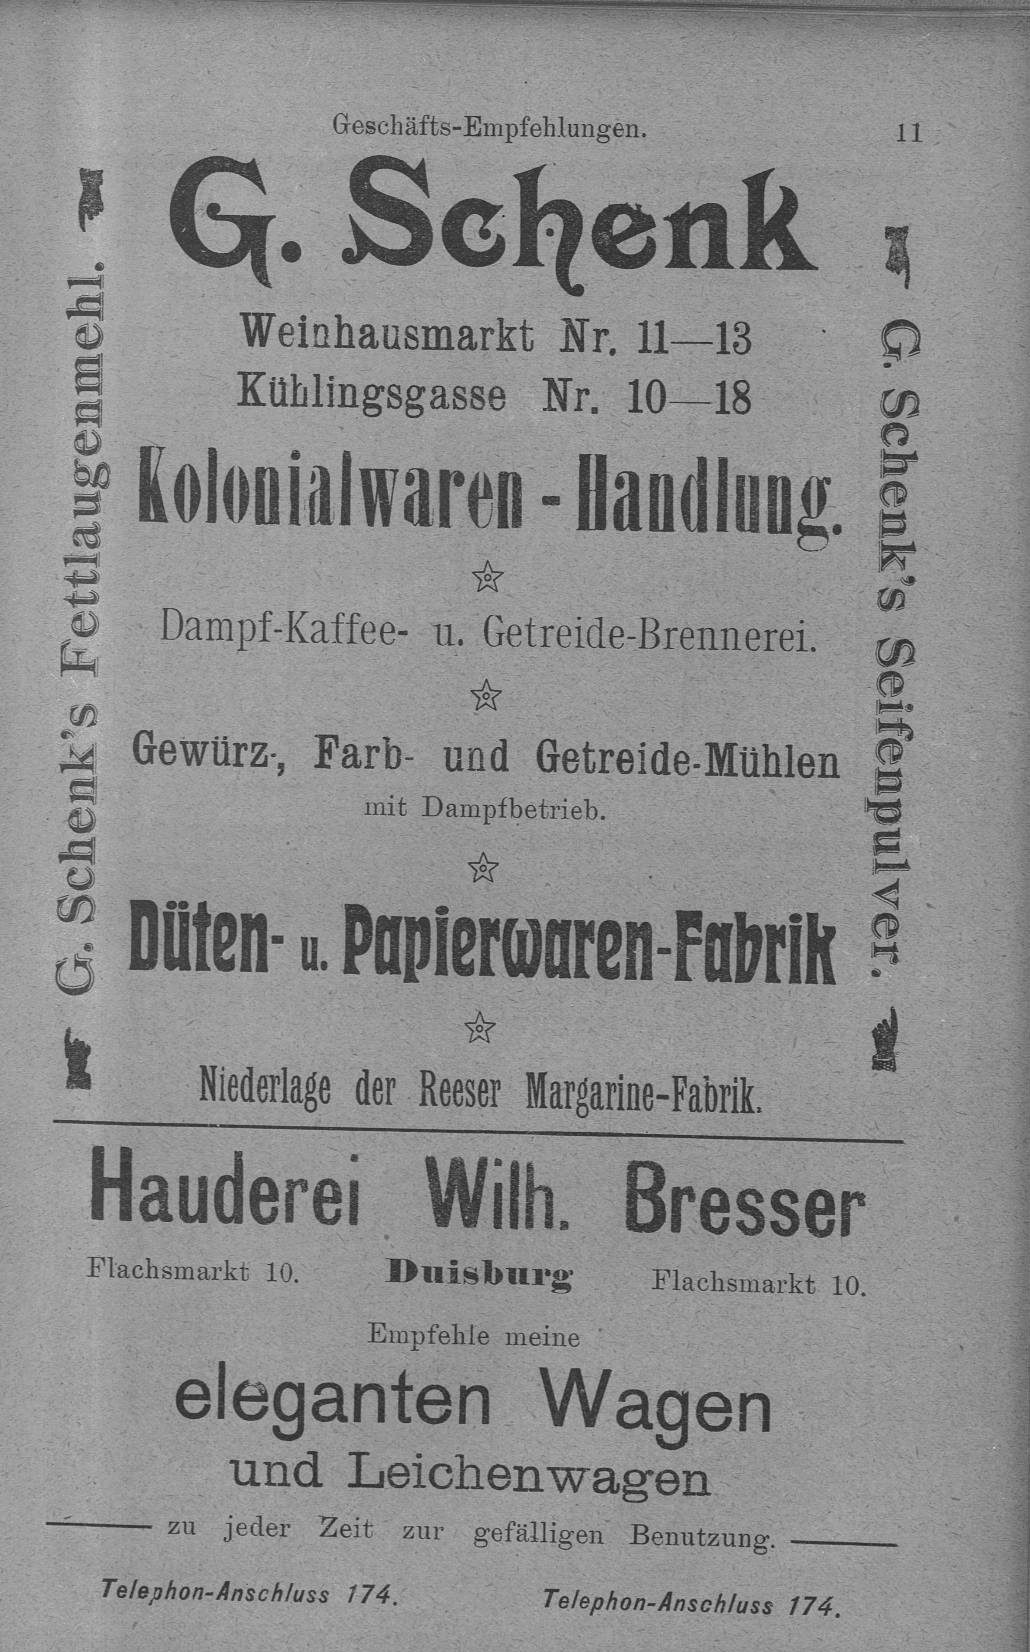 Geschäfts-Empfehlungen. 11
G. Schenk
Weinhausmarkt Nr. 11—13
Kühlingsgasse Nr. 10—18
Kolonialwaren-Handlung.
Dampf-Kaffee- u. Getreide-Brennerei.
Gewürz-, Farb- und Getreide-Mühlen
mit Dampfbetrieb.
Düten- u. Papierwaren-Fabrik
Niederlage der Reeser Margarine-Fabrik.
G. Schenk's Fettlaugenmehl.
G. Schenk's Seifenpulver.
Hauderei Wilh. Bresser
Flachsmarkt 10. Duisburg Flachsmarkt 10.
Empfehle meine
eleganten Wagen
und Leichenwagen
zu jeder Zeit zur gefälligen Benutzung.
Telephon-Anschluss 174. Telephon-Anschluss 174.